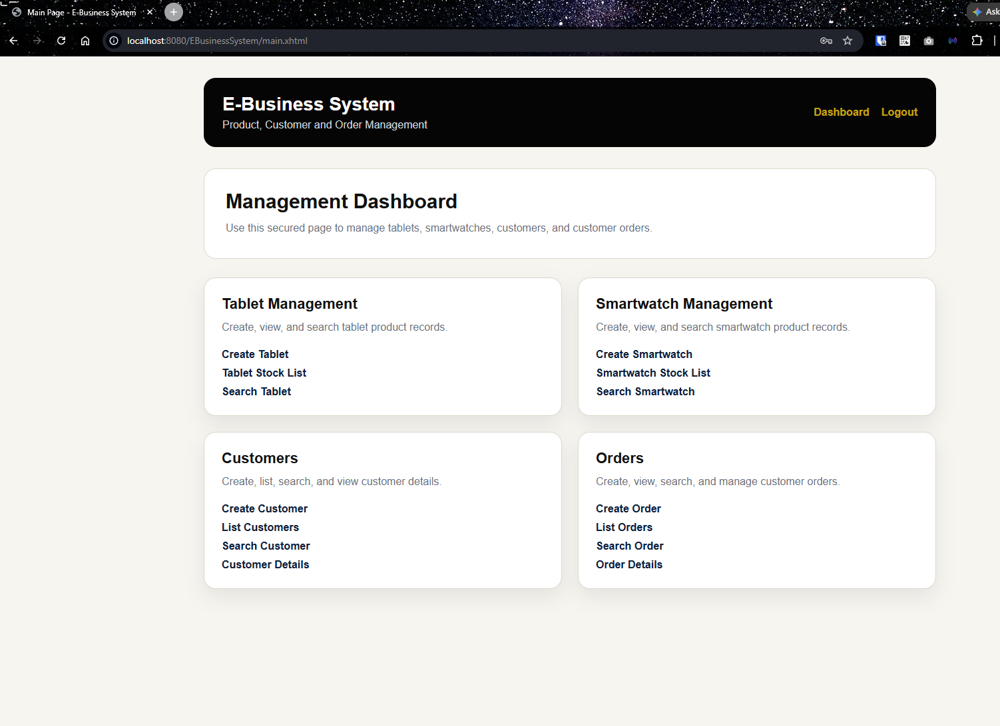 Main Page - E-Business System
Ask
localhost:8080/EBusinessSystem/main.xhtml
E-Business System
Product, Customer and Order Management
Dashboard
Logout
Management Dashboard
Use this secured page to manage tablets, smartwatches, customers, and customer orders.
Tablet Management
Create, view, and search tablet product records.
Create Tablet
Tablet Stock List
Search Tablet
Smartwatch Management
Create, view, and search smartwatch product records.
Create Smartwatch
Smartwatch Stock List
Search Smartwatch
Customers
Create, list, search, and view customer details.
Create Customer
List Customers
Search Customer
Customer Details
Orders
Create, view, search, and manage customer orders.
Create Order
List Orders
Search Order
Order Details